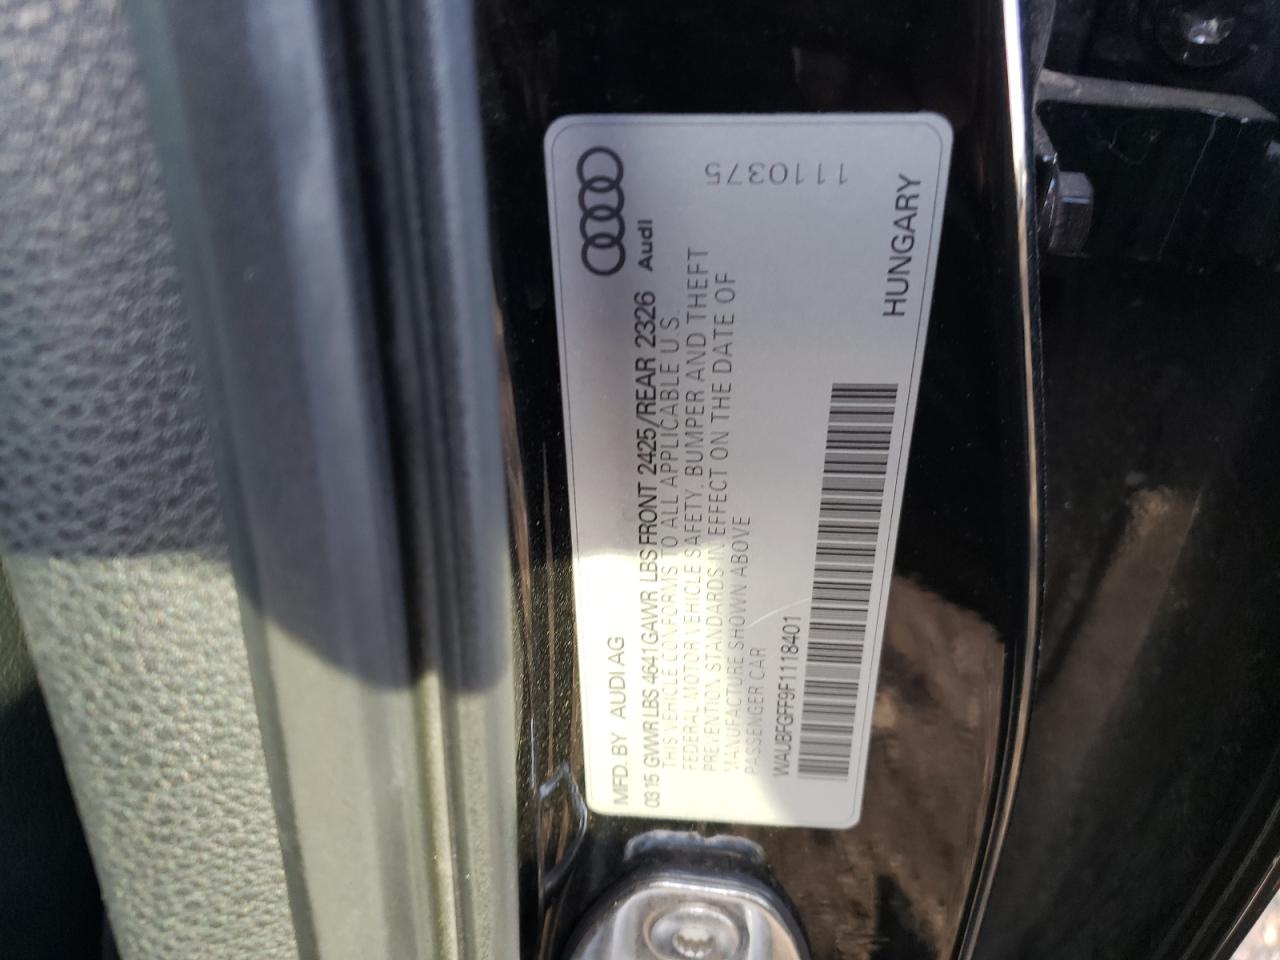 Audi
MFD. BY AUDI AG
03 15 GVWR LBS 4641 GAWR LBS FRONT 2425/REAR 2326
THIS VEHICLE CONFORMS TO ALL APPLICABLE U.S.
FEDERAL MOTOR VEHICLE SAFETY, BUMPER AND THEFT
PREVENTION STANDARDS IN EFFECT ON THE DATE OF
MANUFACTURE SHOWN ABOVE
PASSENGER CAR
WAUBFGFF9F1118401
HUNGARY
1110375